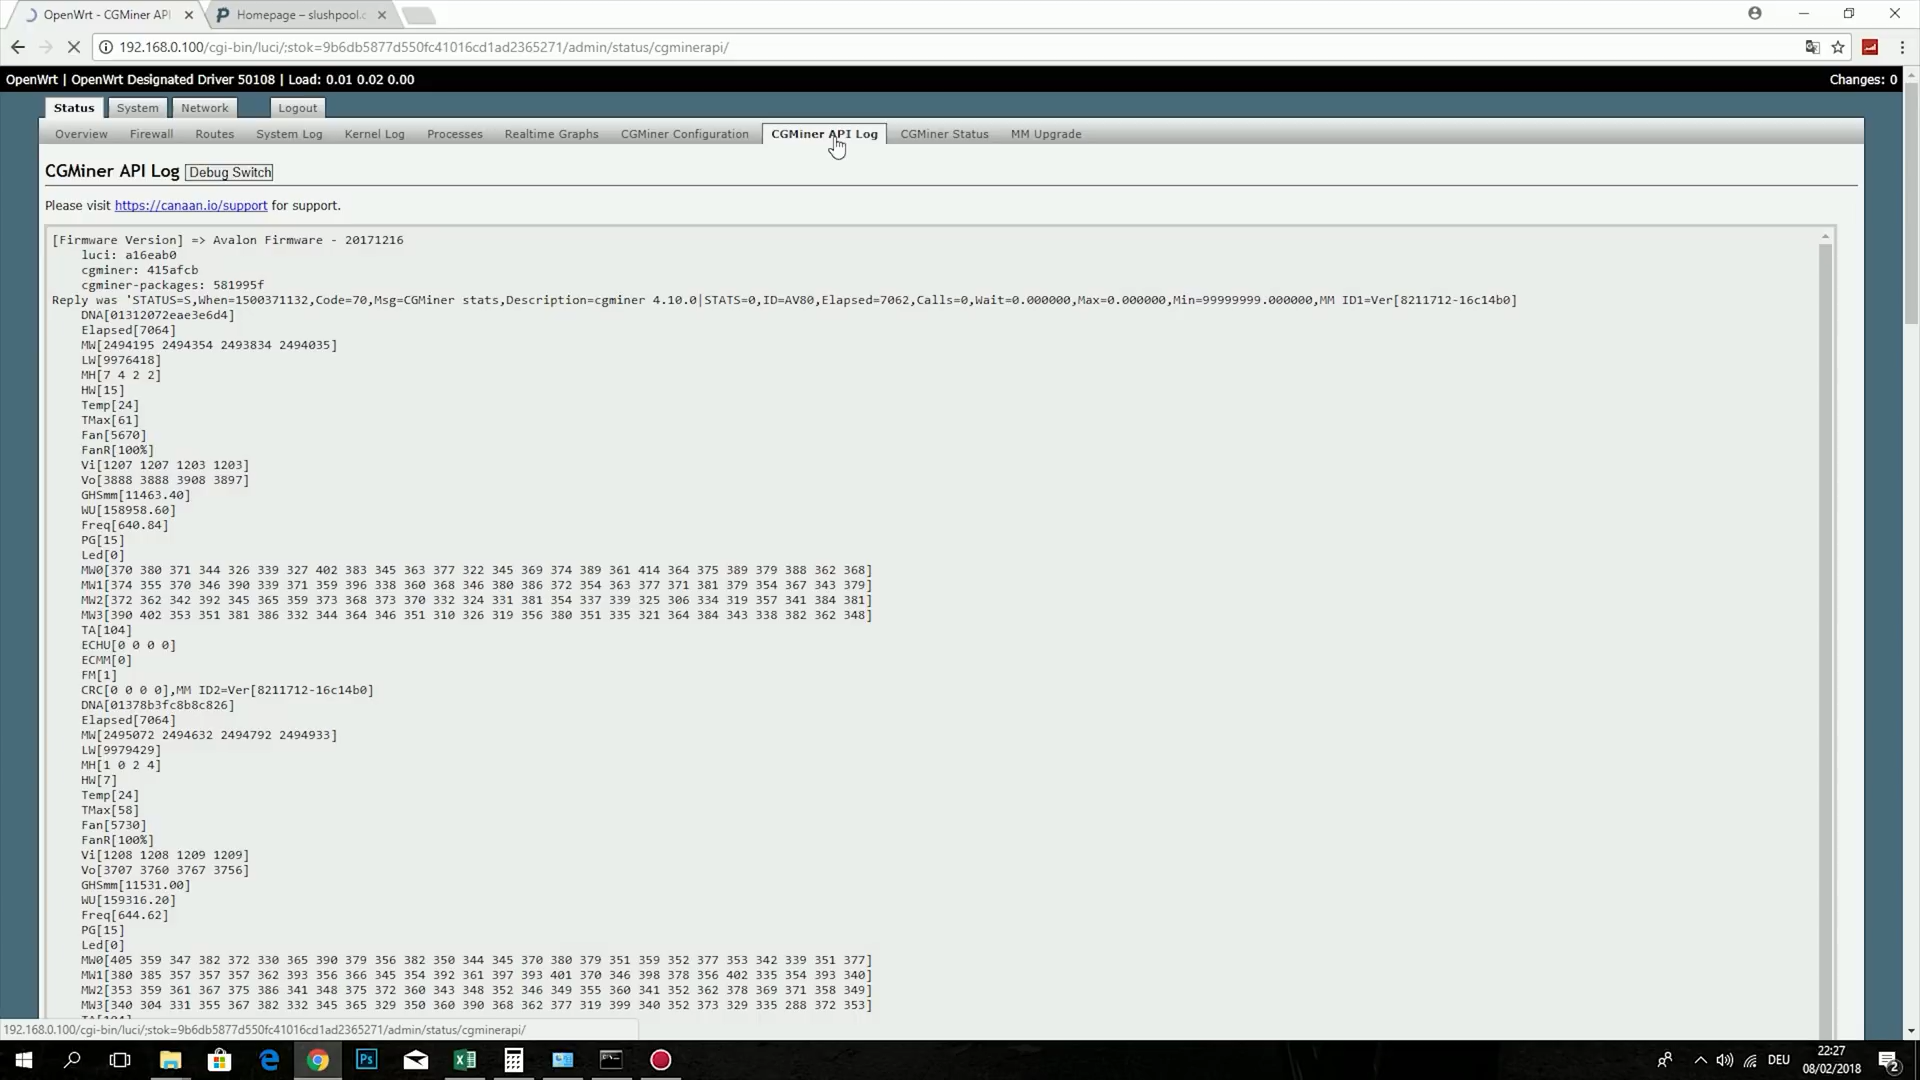 OpenWrt - CGMiner API
Homepage – slushpool.c
192.168.0.100/cgi-bin/luci/;stok=9b6db5877d550fc41016cd1ad2365271/admin/status/cgminerapi/
OpenWrt | OpenWrt Designated Driver 50108 | Load: 0.01 0.02 0.00
Changes: 0
Status System Network Logout
Overview Firewall Routes System Log Kernel Log Processes Realtime Graphs CGMiner Configuration CGMiner API Log CGMiner Status MM Upgrade
CGMiner API Log Debug Switch
Please visit https://canaan.io/support for support.
[Firmware Version] => Avalon Firmware - 20171216
luci: a16eab0
cgminer: 415afcb
cgminer-packages: 581995f
Reply was 'STATUS=S,When=1500371132,Code=70,Msg=CGMiner stats,Description=cgminer 4.10.0|STATS=0,ID=AV80,Elapsed=7062,Calls=0,Wait=0.000000,Max=0.000000,Min=99999999.000000,MM ID1=Ver[8211712-16c14b0]
DNA[01312072eae3e6d4]
Elapsed[7064]
MW[2494195 2494354 2493834 2494035]
LW[9976418]
MH[7 4 2 2]
HW[15]
Temp[24]
TMax[61]
Fan[5670]
FanR[100%]
Vi[1207 1207 1203 1203]
Vo[3888 3888 3908 3897]
GHSmm[11463.40]
WU[158958.60]
Freq[640.84]
PG[15]
Led[0]
MW0[370 380 371 344 326 339 327 402 383 345 363 377 322 345 369 374 389 361 414 364 375 389 379 388 362 368]
MW1[374 355 370 346 390 339 371 359 396 338 360 368 346 380 386 372 354 363 377 371 381 379 354 367 343 379]
MW2[372 362 342 392 345 365 359 373 368 373 370 332 324 331 381 354 337 339 325 306 334 319 357 341 384 381]
MW3[390 402 353 351 381 386 332 344 364 346 351 310 326 319 356 380 351 335 321 364 384 343 338 382 362 348]
TA[104]
ECHU[0 0 0 0]
ECMM[0]
FM[1]
CRC[0 0 0 0],MM ID2=Ver[8211712-16c14b0]
DNA[01378b3fc8b8c826]
Elapsed[7064]
MW[2495072 2494632 2494792 2494933]
LW[9979429]
MH[1 0 2 4]
HW[7]
Temp[24]
TMax[58]
Fan[5730]
FanR[100%]
Vi[1208 1208 1209 1209]
Vo[3707 3760 3767 3756]
GHSmm[11531.00]
WU[159316.20]
Freq[644.62]
PG[15]
Led[0]
MW0[405 359 347 382 372 330 365 390 379 356 382 350 344 345 370 380 379 351 359 352 377 353 342 339 351 377]
MW1[380 385 357 357 357 362 393 356 366 345 354 392 361 397 393 401 370 346 398 378 356 402 335 354 393 340]
MW2[353 359 361 367 375 386 341 348 375 372 360 343 348 352 346 349 355 360 341 352 362 378 369 371 358 349]
MW3[340 304 331 355 367 382 332 345 365 329 350 360 390 368 362 377 319 399 340 352 373 329 335 288 372 353]
192.168.0.100/cgi-bin/luci/;stok=9b6db5877d550fc41016cd1ad2365271/admin/status/cgminerapi/
Ps
DEU
22:27
08/02/2018
2